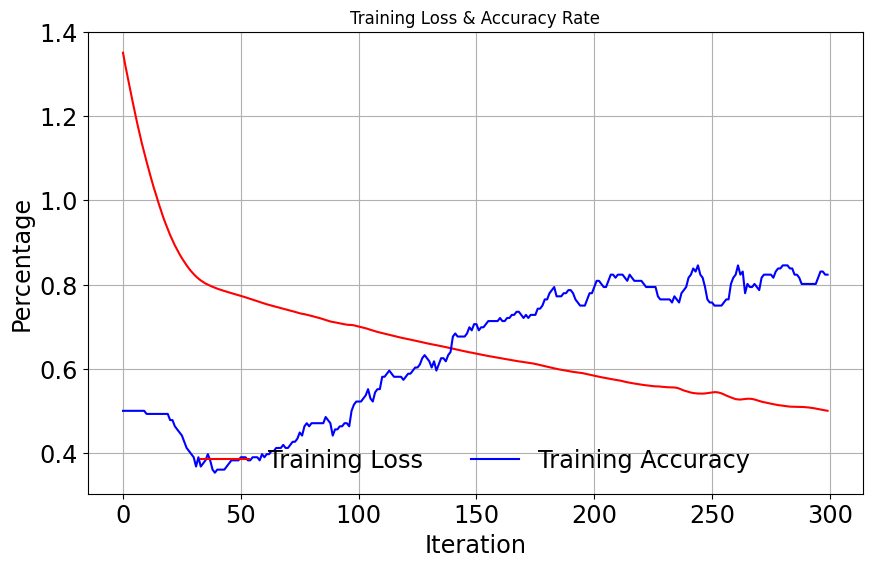 Training Loss & Accuracy Rate
1.4
1.2
1.0
0.8
0.6
0.4
Percentage
Training Loss
Training Accuracy
0 50 100 150 200 250 300
Iteration